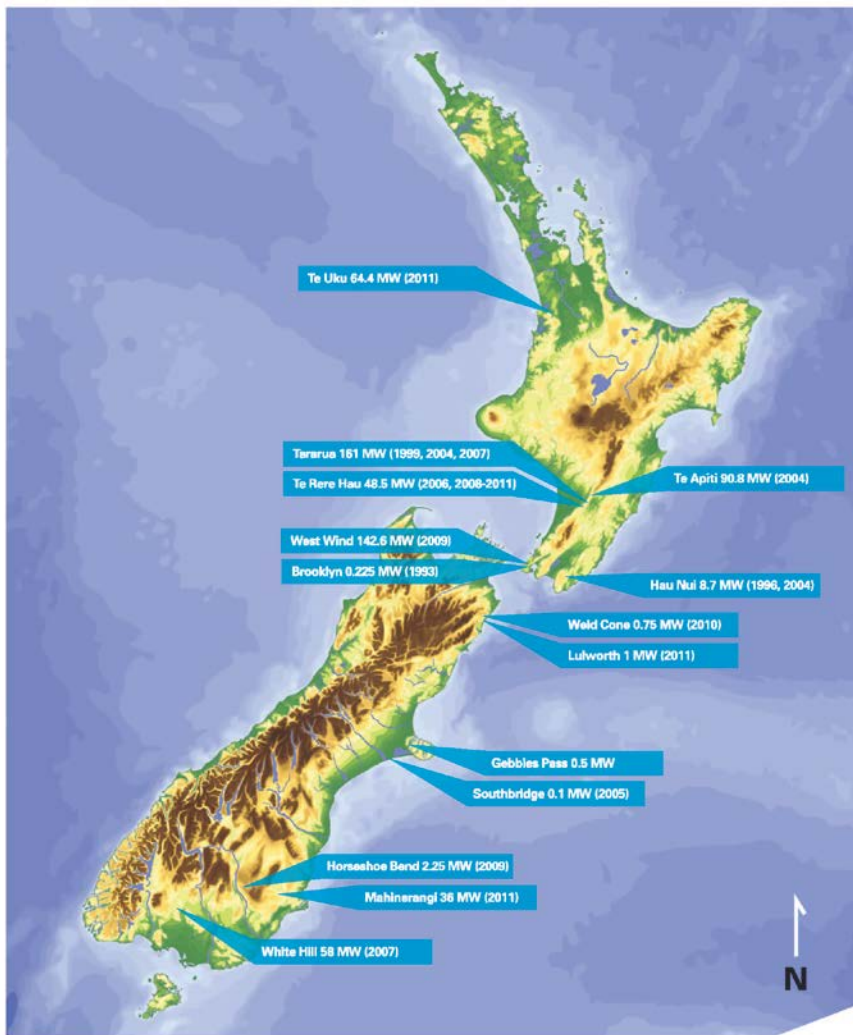 Te Uku 64.4 MW (2011)
Tararua 161 MW (1999, 2004, 2007)
Te Rere Hau 48.5 MW (2006, 2008-2011)
Te Apiti 90.8 MW (2004)
West Wind 142.6 MW (2009)
Brooklyn 0.225 MW (1993)
Hau Nui 8.7 MW (1996, 2004)
Weld Cone 0.75 MW (2010)
Lulworth 1 MW (2011)
Gebbies Pass 0.5 MW
Southbridge 0.1 MW (2005)
Horseshoe Bend 2.25 MW (2009)
Mahinerangi 36 MW (2011)
White Hill 58 MW (2007)
N